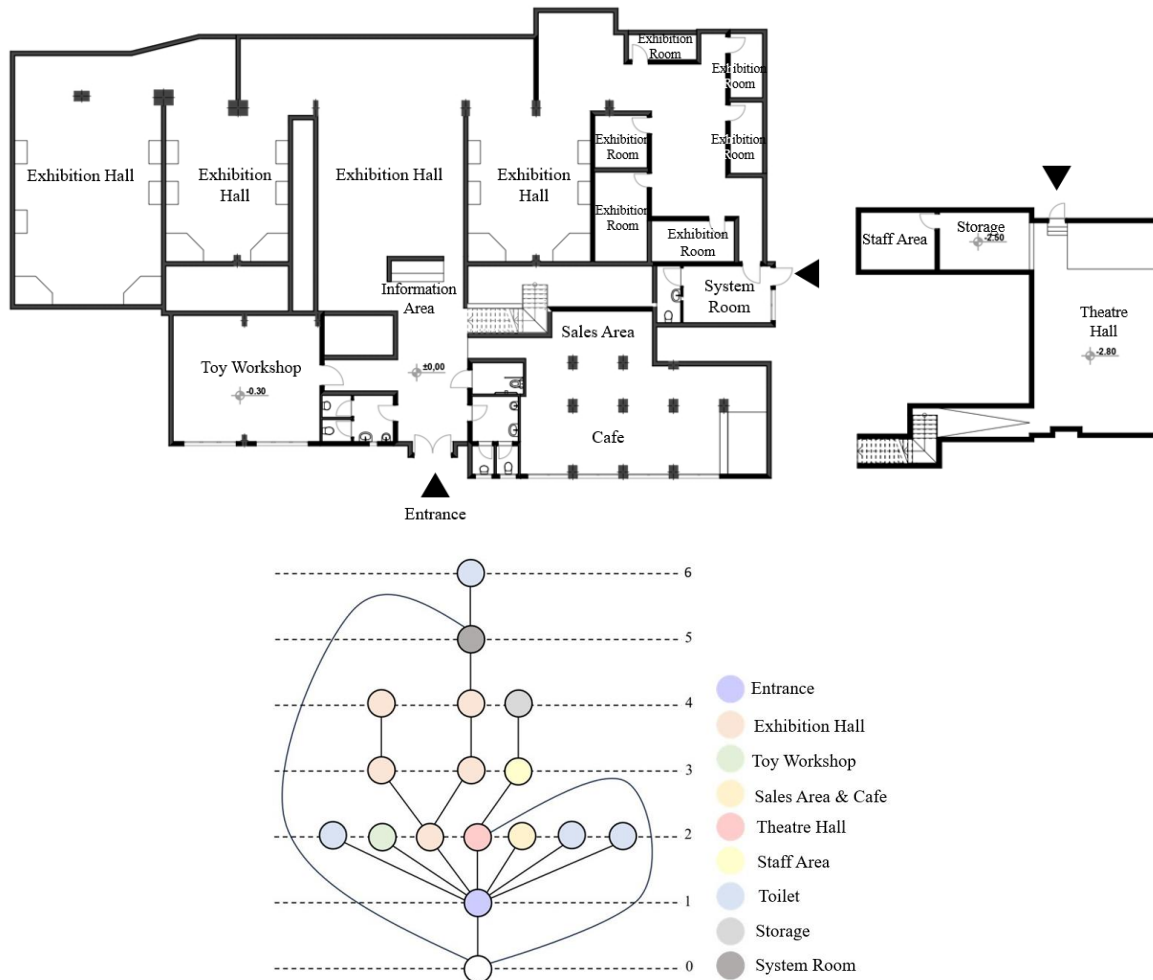 Exhibition
Room
Exhibition
Room
Exhibition
Room
Exhibition
Room
Exhibition Hall
Exhibition
Hall
Exhibition Hall
Exhibition
Hall
Exhibition
Room
Exhibition
Room
Information
Area
System
Room
Sales Area
Toy Workshop
-0.30
±0,00
Cafe
Entrance
Staff Area
Storage
-2.50
Theatre
Hall
-2.80
6
5
4
3
2
1
0
Entrance
Exhibition Hall
Toy Workshop
Sales Area & Cafe
Theatre Hall
Staff Area
Toilet
Storage
System Room